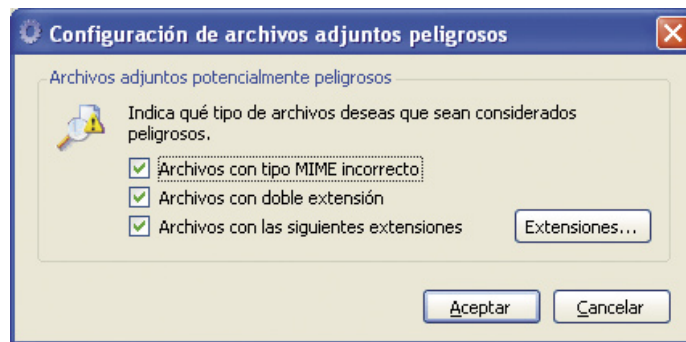 Configuración de archivos adjuntos peligrosos
Archivos adjuntos potencialmente peligrosos
Indica qué tipo de archivos deseas que sean considerados
peligrosos.
Archivos con tipo MIME incorrecto
Archivos con doble extensión
Archivos con las siguientes extensiones
Extensiones...
Aceptar
Cancelar